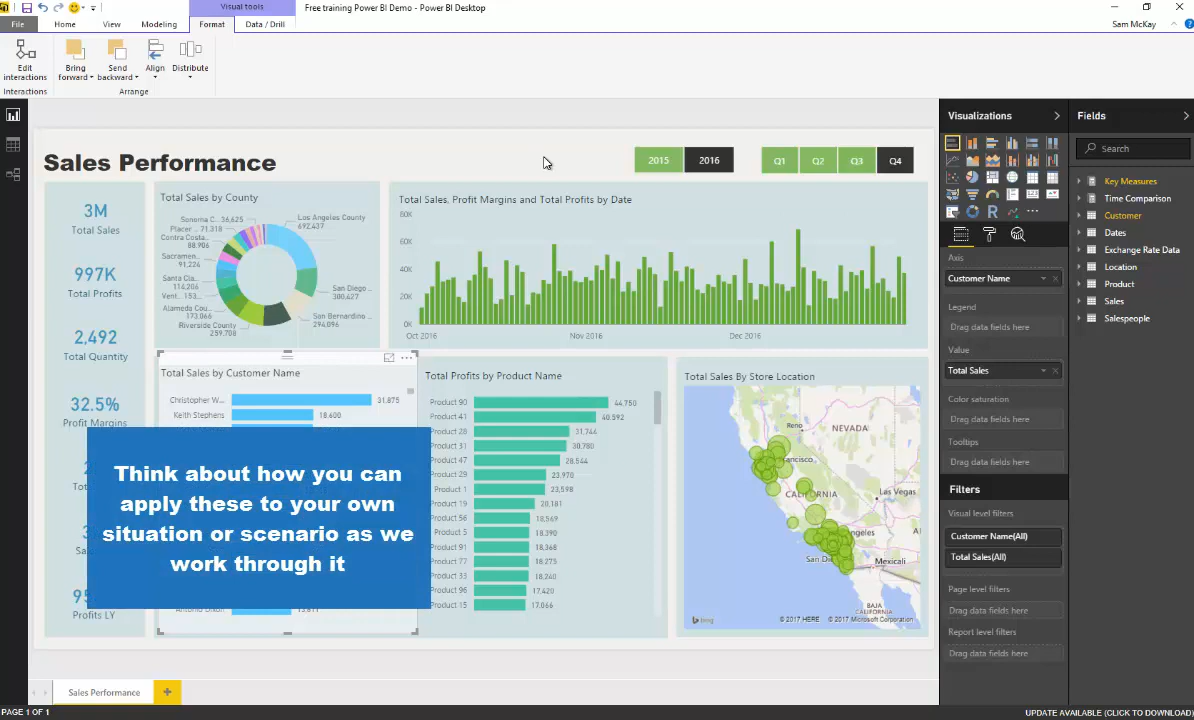 Visual tools
Free training Power BI Demo - Power BI Desktop
File
Home
View
Modeling
Format
Data / Drill
Sam McKay
Edit
interactions
Bring
forward
Send
backward
Align
Distribute
Interactions
Arrange
Sales Performance
2015
2016
Q1
Q2
Q3
Q4
3M
Total Sales
997K
Total Profits
2,492
Total Quantity
32.5%
Profit Margins
Profits LY
Total Sales by County
Sonoma C... 36,625
Placer ... 71,318
Contra Costa...
88,906
Sacramen...
91,224
Santa Cla...
114,206
Vent... 153...
Alameda Cou...
173,066
Riverside County
259,708
Los Angeles County
692,437
San Diego ...
300,627
San Bernardino ...
294,096
Total Sales, Profit Margins and Total Profits by Date
80K
60K
40K
20K
0K
Oct 2016
Nov 2016
Dec 2016
Total Sales by Customer Name
Christopher W...
31,875
Keith Stephens
18,600
Think about how you can
apply these to your own
situation or scenario as we
work through it
Total Profits by Product Name
Product 90
44,750
Product 41
40,592
Product 28
31,744
Product 31
30,780
Product 47
28,544
Product 29
23,970
Product 1
23,598
Product 19
20,181
Product 56
18,569
Product 5
18,390
Product 91
18,368
Product 77
18,275
Product 33
18,240
Product 96
17,420
Product 15
17,066
Total Sales By Store Location
Reno
NEVADA
CALIFORNIA
Las Vegas
Mexicali
BAJA
CALIFORNIA
bing
© 2017 HERE
© 2017 Microsoft Corporation
Visualizations
Axis
Customer Name
Legend
Drag data fields here
Value
Total Sales
Color saturation
Drag data fields here
Tooltips
Drag data fields here
Filters
Visual level filters
Customer Name(All)
Total Sales(All)
Page level filters
Drag data fields here
Report level filters
Drag data fields here
Fields
Search
Key Measures
Time Comparison
Customer
Dates
Exchange Rate Data
Location
Product
Sales
Salespeople
Sales Performance
PAGE 1 OF 1
UPDATE AVAILABLE (CLICK TO DOWNLOAD)